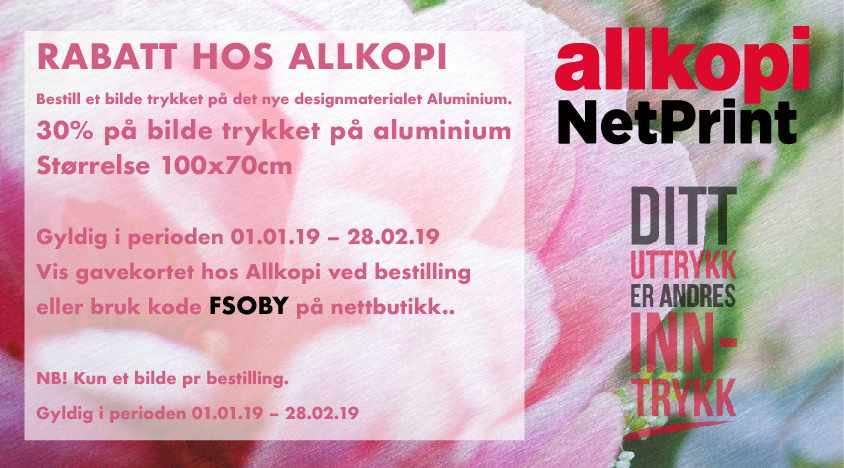 RABATT HOS ALLKOPI
Bestill et bilde trykket på det nye designmaterialet Aluminium.
30% på bilde trykket på aluminium
Størrelse 100x70cm
Gyldig i perioden 01.01.19 – 28.02.19
Vis gavekortet hos Allkopi ved bestilling
eller bruk kode FSOBY på nettbutikk..
NB! Kun et bilde pr bestilling.
Gyldig i perioden 01.01.19 – 28.02.19
allkopi
NetPrint
DITT
UTTRYKK
ER ANDRES
INN-
TRYKK